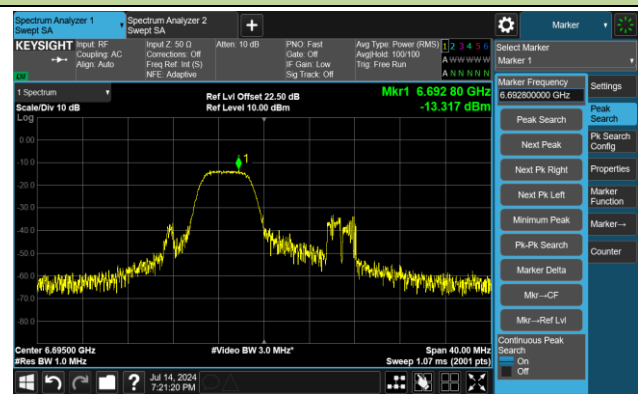 Spectrum Analyzer 1
Swept SA
Spectrum Analyzer 2
Swept SA
Marker
KEYSIGHT
Input: RF
Coupling: AC
Align: Auto
Input Z: 50 Ω
Corrections: Off
Freq Ref: Int (S)
NFE: Adaptive
Atten: 10 dB
PNO: Fast
Gate: Off
IF Gain: Low
Sig Track: Off
Avg Type: Power (RMS)
Avg|Hold: 100/100
Trig: Free Run
1 2 3 4 5 6
A W W W W W
A N N N N N
LV
Select Marker
Marker 1
1 Spectrum
Scale/Div 10 dB
Log
Ref Lvl Offset 22.50 dB
Ref Level 10.00 dBm
Mkr1 6.692 80 GHz
-13.317 dBm
0.00
-10.0
-20.0
-30.0
-40.0
-50.0
-60.0
-70.0
-80.0
1
Center 6.69500 GHz
#Res BW 1.0 MHz
#Video BW 3.0 MHz*
Span 40.00 MHz
Sweep 1.07 ms (2001 pts)
Marker Frequency
6.692800000 GHz
Peak Search
Next Peak
Next Pk Right
Next Pk Left
Minimum Peak
Pk-Pk Search
Marker Delta
Mkr→CF
Mkr→Ref Lvl
Continuous Peak
Search
On
Off
Settings
Peak
Search
Pk Search
Config
Properties
Marker
Function
Marker→
Counter
Jul 14, 2024
7:21:20 PM